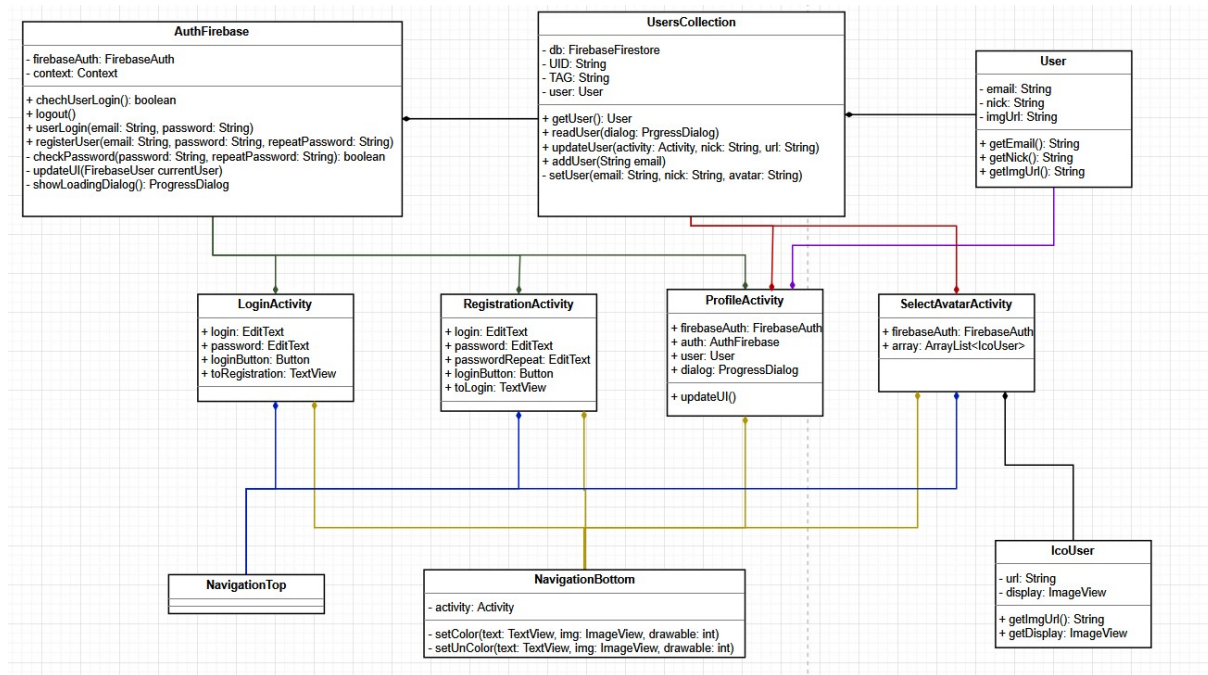 AuthFirebase
- firebaseAuth: FirebaseAuth
- context: Context
+ chechUserLogin(): boolean
+ logout()
+ userLogin(email: String, password: String)
+ registerUser(email: String, password: String, repeatPassword: String)
- checkPassword(password: String, repeatPassword: String): boolean
- updateUI(FirebaseUser currentUser)
- showLoadingDialog(): ProgressDialog
UsersCollection
- db: FirebaseFirestore
- UID: String
- TAG: String
- user: User
+ getUser(): User
+ readUser(dialog: PrgressDialog)
+ updateUser(activity: Activity, nick: String, url: String)
+ addUser(String email)
- setUser(email: String, nick: String, avatar: String)
User
- email: String
- nick: String
- imgUrl: String
+ getEmail(): String
+ getNick(): String
+ getImgUrl(): String
LoginActivity
+ login: EditText
+ password: EditText
+ loginButton: Button
+ toRegistration: TextView
RegistrationActivity
+ login: EditText
+ password: EditText
+ passwordRepeat: EditText
+ loginButton: Button
+ toLogin: TextView
ProfileActivity
+ firebaseAuth: FirebaseAuth
+ auth: AuthFirebase
+ user: User
+ dialog: ProgressDialog
+ updateUI()
SelectAvatarActivity
+ firebaseAuth: FirebaseAuth
+ array: ArrayList<IcoUser>
NavigationTop
NavigationBottom
- activity: Activity
- setColor(text: TextView, img: ImageView, drawable: int)
- setUnColor(text: TextView, img: ImageView, drawable: int)
IcoUser
- url: String
- display: ImageView
+ getImgUrl(): String
+ getDisplay: ImageView